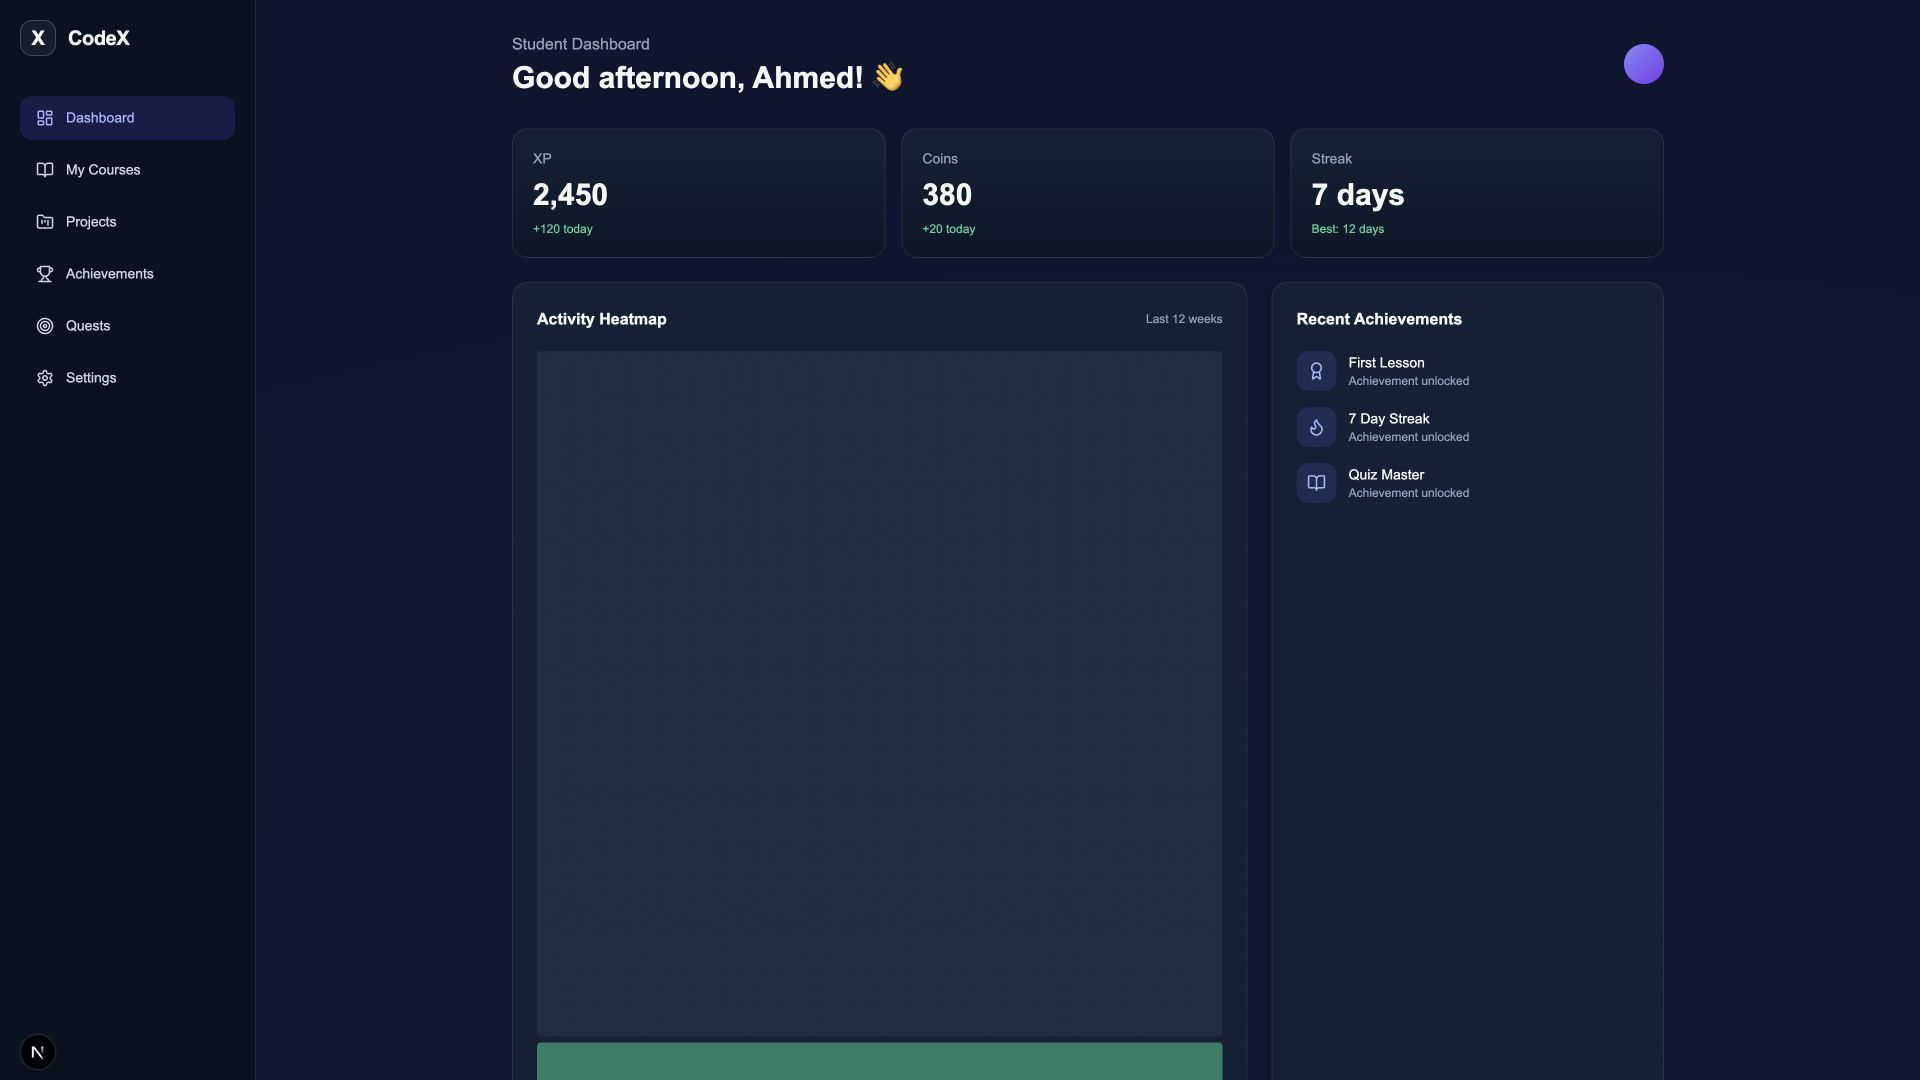 X CodeX
Dashboard
My Courses
Projects
Achievements
Quests
Settings
N
Student Dashboard
Good afternoon, Ahmed! 👋
XP
2,450
+120 today
Coins
380
+20 today
Streak
7 days
Best: 12 days
Activity Heatmap
Last 12 weeks
Recent Achievements
First Lesson
Achievement unlocked
7 Day Streak
Achievement unlocked
Quiz Master
Achievement unlocked